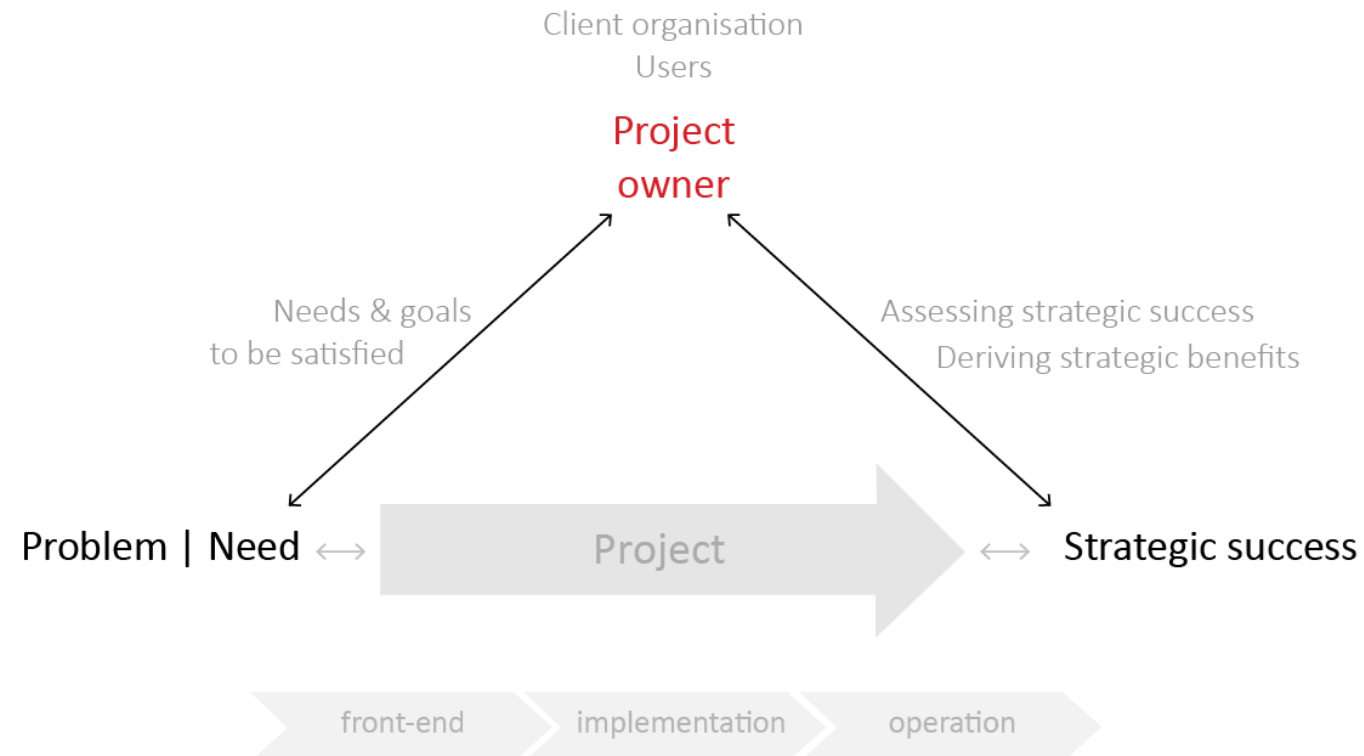 Client organisation
Users
Project
owner
Needs & goals
to be satisfied
Assessing strategic success
Deriving strategic benefits
Problem | Need
Project
Strategic success
front-end
implementation
operation